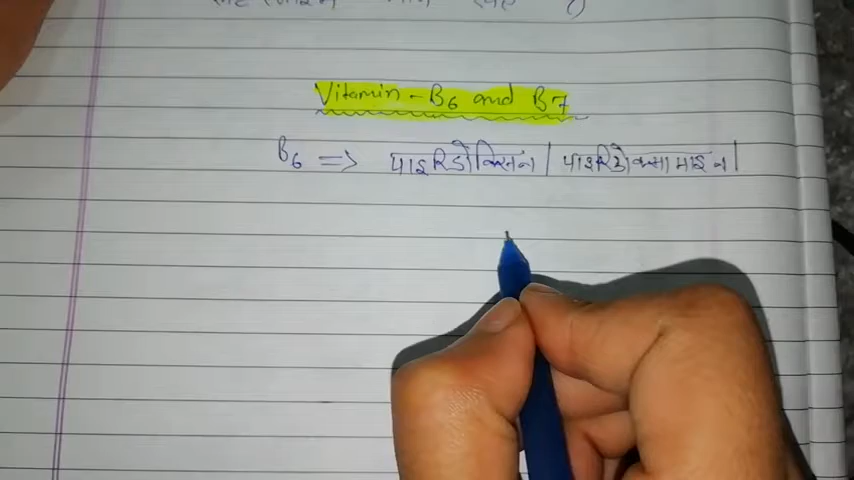 Vitamin - B6 and B7
B6 => पाइरिडोक्सिन | पाइरिडोक्सामाइन |